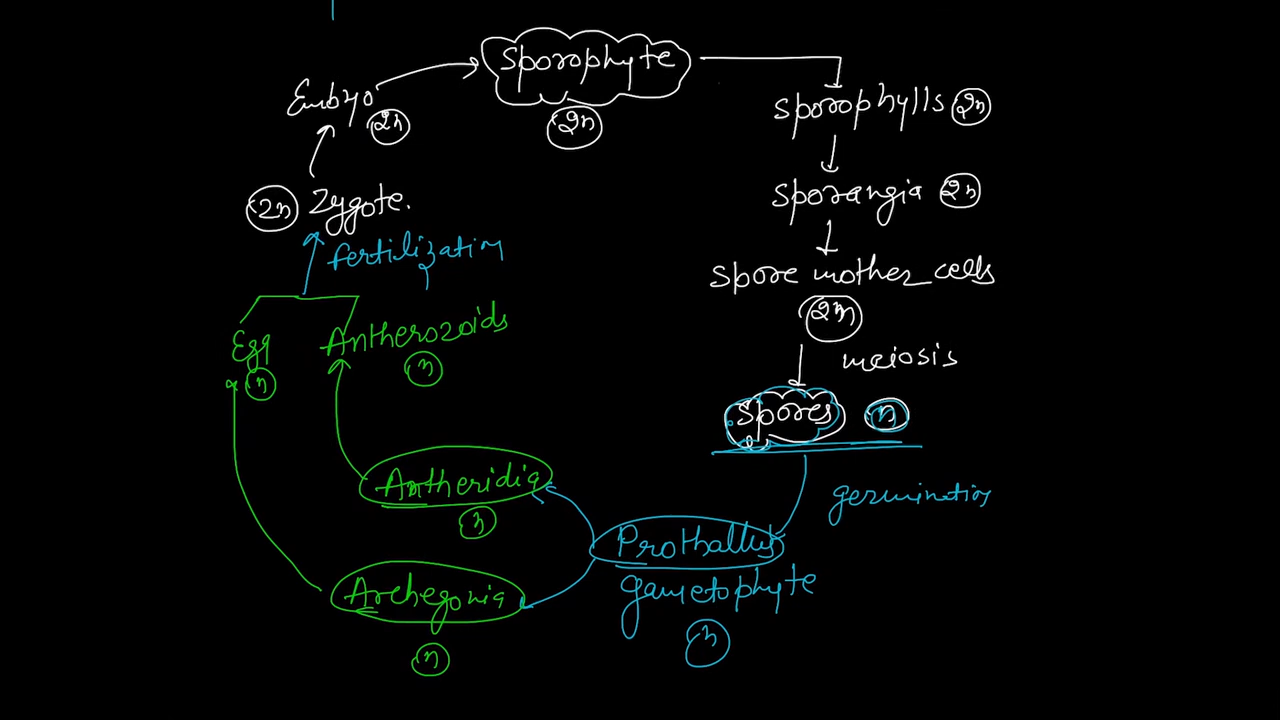 Sporophyte
2n
Embryo
2n
Sporophylls 2n
2n Zygote.
Sporangia 2n
fertilization
Spore mother cells
2n
Egg
n
Antherozoids
n
meiosis
Spores n
germination
Antheridia
n
Prothallus
gametophyte
n
Archegonia
n